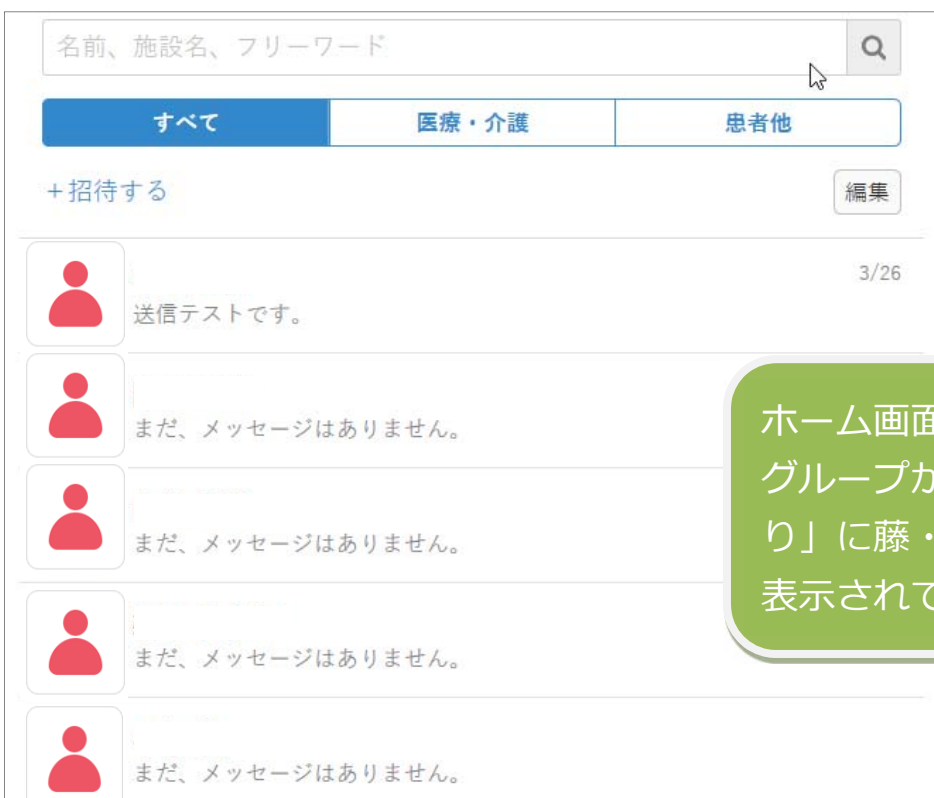 名前、施設名、フリーワード
すべて 医療・介護 患者他
+招待する 編集
3/26
送信テストです。
まだ、メッセージはありません。
まだ、メッセージはありません。
まだ、メッセージはありません。
まだ、メッセージはありません。
ホーム画面
グループか
り」に藤・
表示されて